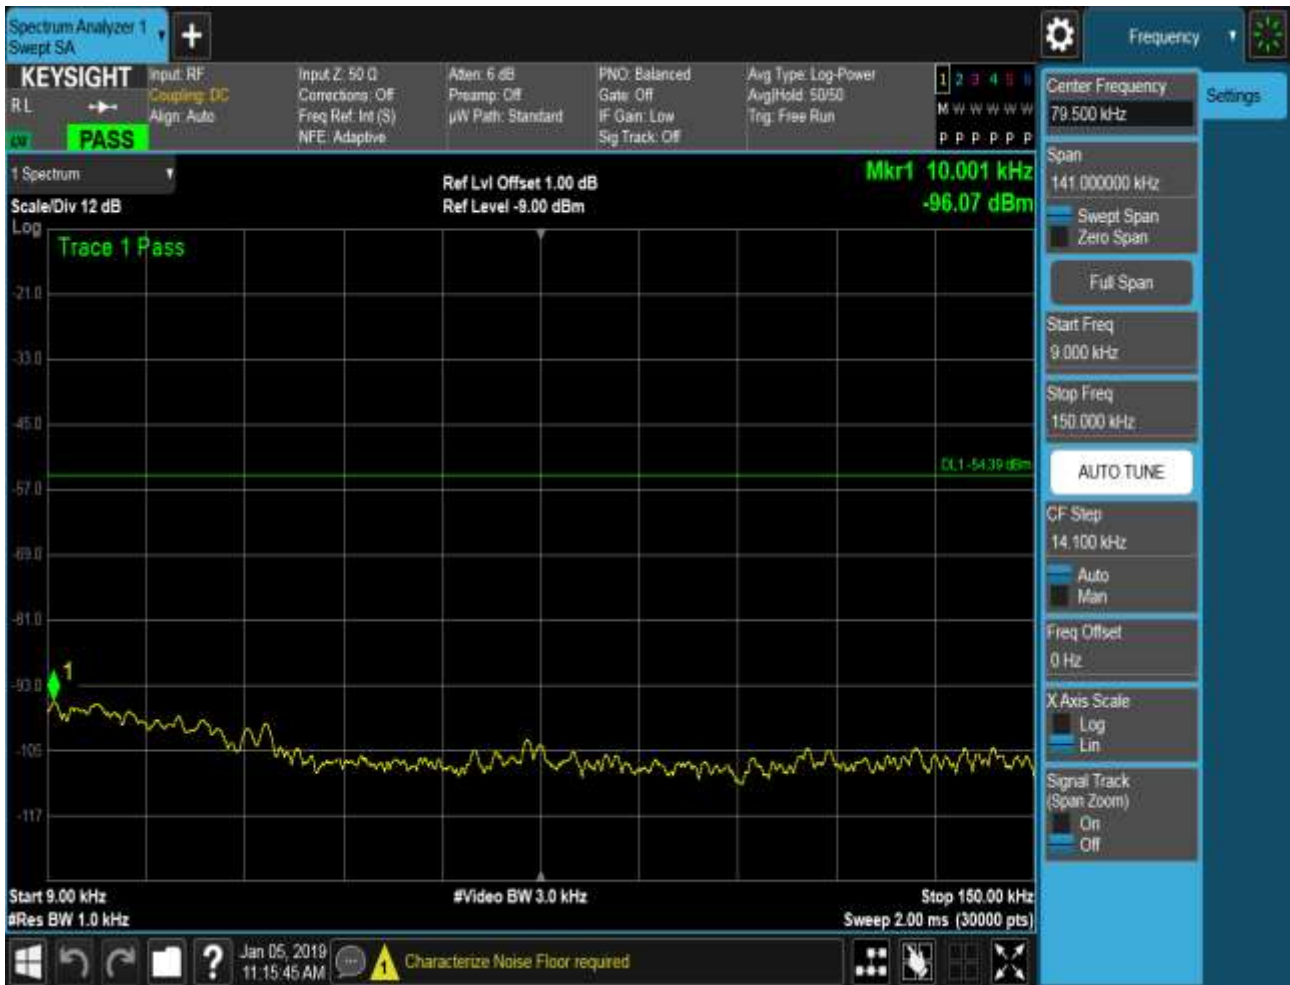 Spectrum Analyzer 1
Swept SA
+
Frequency
KEYSIGHT
R L
PASS
Input: RF
Coupling: DC
Align: Auto
Input Z: 50 Ω
Corrections: Off
Freq Ref: Int (S)
NFE: Adaptive
Atten: 6 dB
Preamp: Off
µW Path: Standard
PNO: Balanced
Gate: Off
IF Gain: Low
Sig Track: Off
Avg Type: Log-Power
Avg|Hold: 50/50
Trig: Free Run
1 2 3 4 5 6
M W W W W W
P P P P P P
1 Spectrum
Scale/Div 12 dB
Ref Lvl Offset 1.00 dB
Ref Level -9.00 dBm
Mkr1 10.001 kHz
-96.07 dBm
Log
Trace 1 Pass
-21.0
-33.0
-45.0
DL1 -54.39 dBm
-57.0
-69.0
-81.0
-93.0
1
-105
-117
Start 9.00 kHz
#Video BW 3.0 kHz
Stop 150.00 kHz
#Res BW 1.0 kHz
Sweep 2.00 ms (30000 pts)
Center Frequency
79.500 kHz
Settings
Span
141.000000 kHz
Swept Span
Zero Span
Full Span
Start Freq
9.000 kHz
Stop Freq
150.000 kHz
AUTO TUNE
CF Step
14.100 kHz
Auto
Man
Freq Offset
0 Hz
X Axis Scale
Log
Lin
Signal Track
(Span Zoom)
On
Off
?
Jan 05, 2019
11:15:45 AM
1
Characterize Noise Floor required